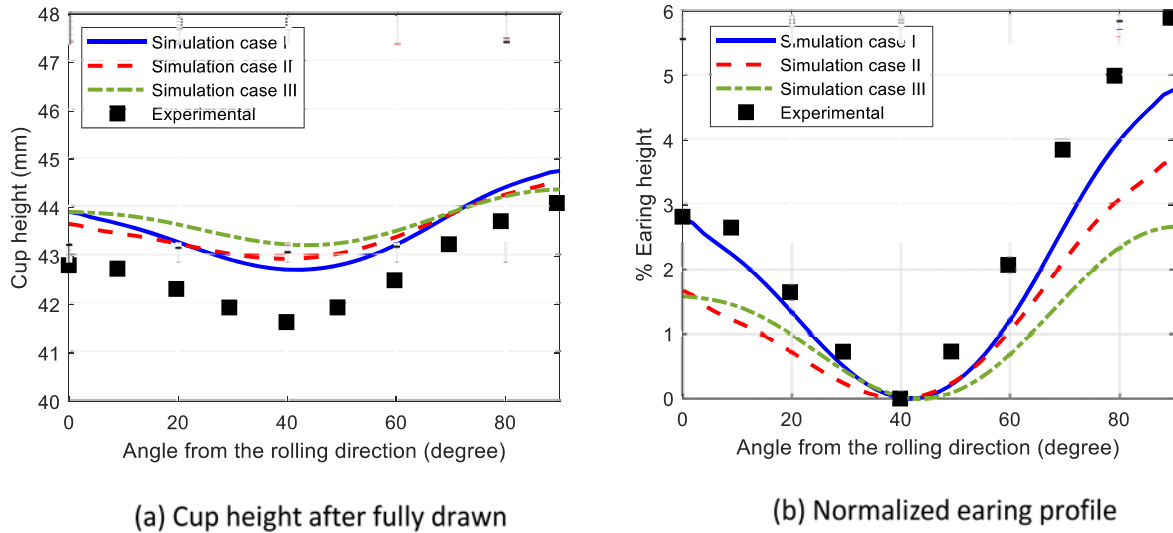 48
47
46
45
44
43
42
41
40
Cup height (mm)
Simulation case I
Simulation case II
Simulation case III
Experimental
0 20 40 60 80
Angle from the rolling direction (degree)
(a) Cup height after fully drawn
6
5
4
3
2
1
0
% Earing height
Simulation case I
Simulation case II
Simulation case III
Experimental
0 20 40 60 80
Angle from the rolling direction (degree)
(b) Normalized earing profile